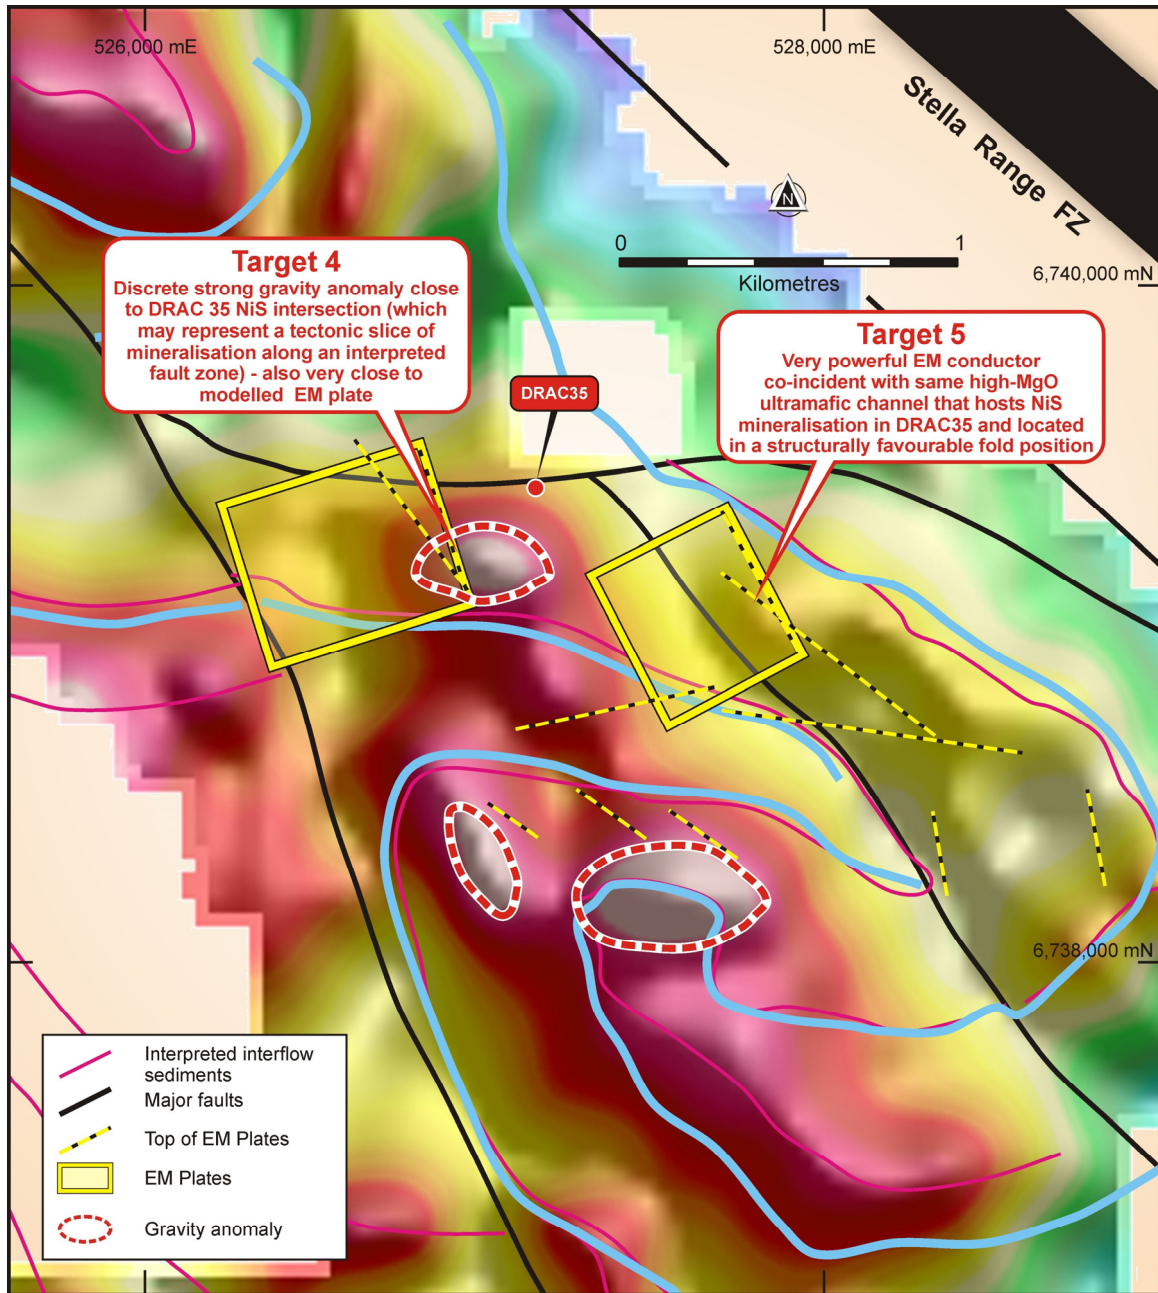 526,000 mE
528,000 mE
Stella Range FZ
N
0 1
Kilometres
6,740,000 mN
Target 4
Discrete strong gravity anomaly close
to DRAC 35 NiS intersection (which
may represent a tectonic slice of
mineralisation along an interpreted
fault zone) - also very close to
modelled EM plate
Target 5
Very powerful EM conductor
co-incident with same high-MgO
ultramafic channel that hosts NiS
mineralisation in DRAC35 and located
in a structurally favourable fold position
DRAC35
6,738,000 mN
Interpreted interflow
sediments
Major faults
Top of EM Plates
EM Plates
Gravity anomaly